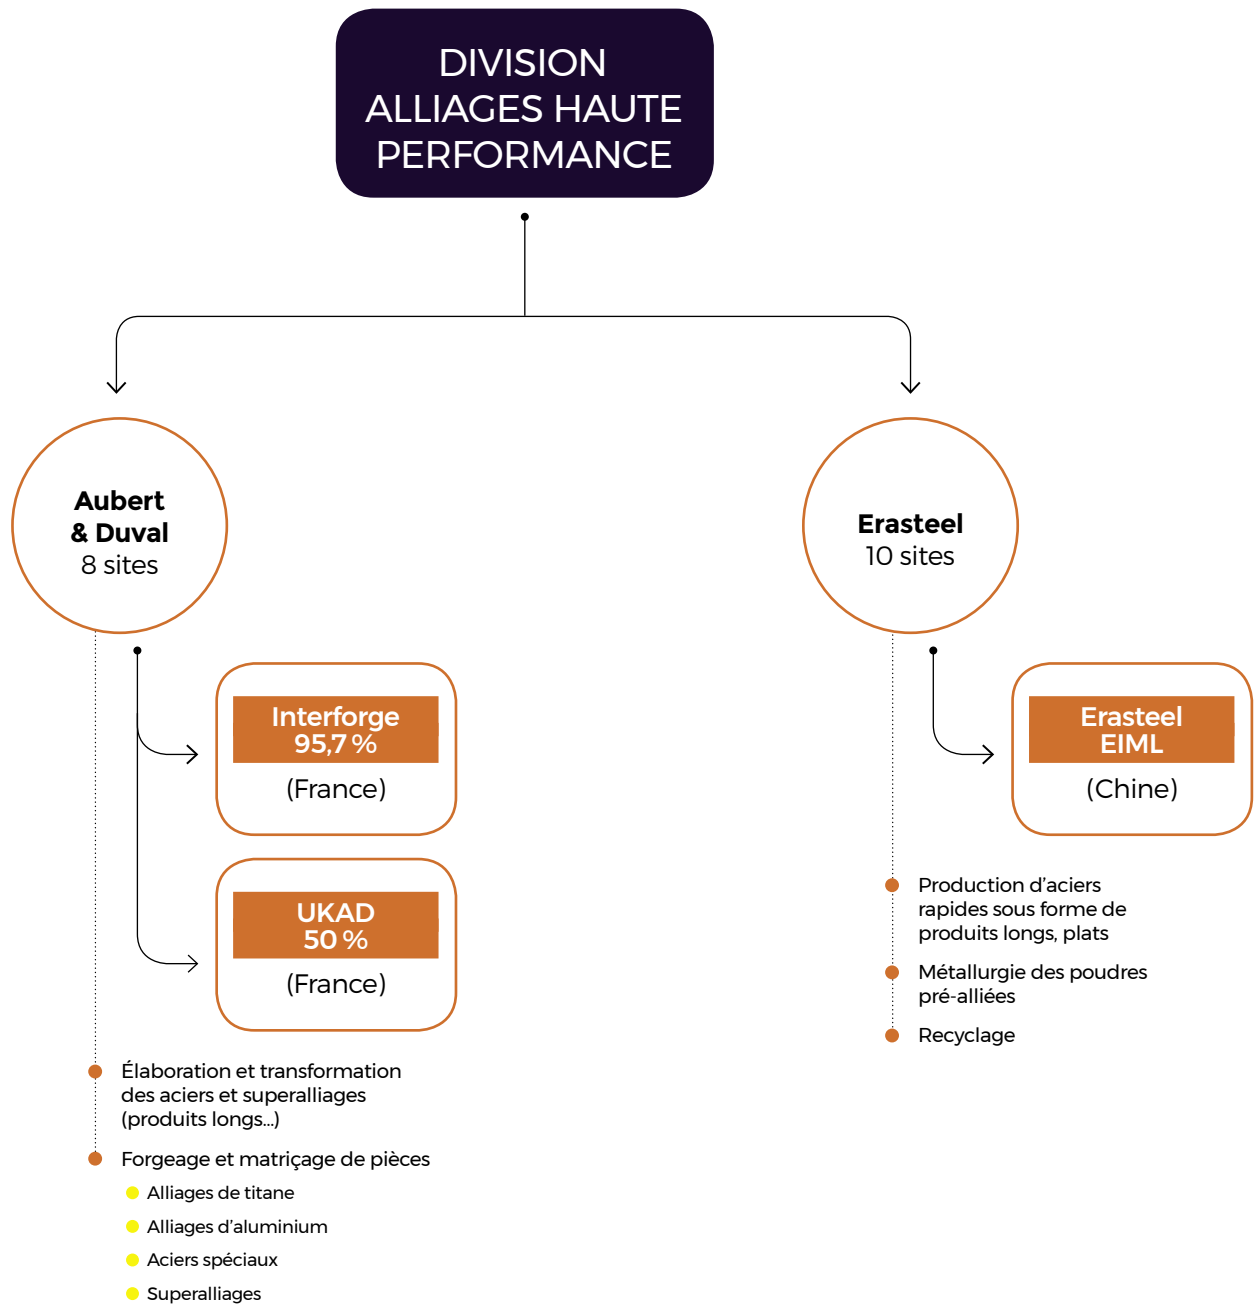 DIVISION
ALLIAGES HAUTE
PERFORMANCE
Aubert
& Duval
8 sites
Interforge
95,7 %
(France)
UKAD
50 %
(France)
Élaboration et transformation
des aciers et superalliages
(produits longs...)
Forgeage et matriçage de pièces
Alliages de titane
Alliages d’aluminium
Aciers spéciaux
Superalliages
Erasteel
10 sites
Erasteel
EIML
(Chine)
Production d’aciers
rapides sous forme de
produits longs, plats
Métallurgie des poudres
pré-alliées
Recyclage